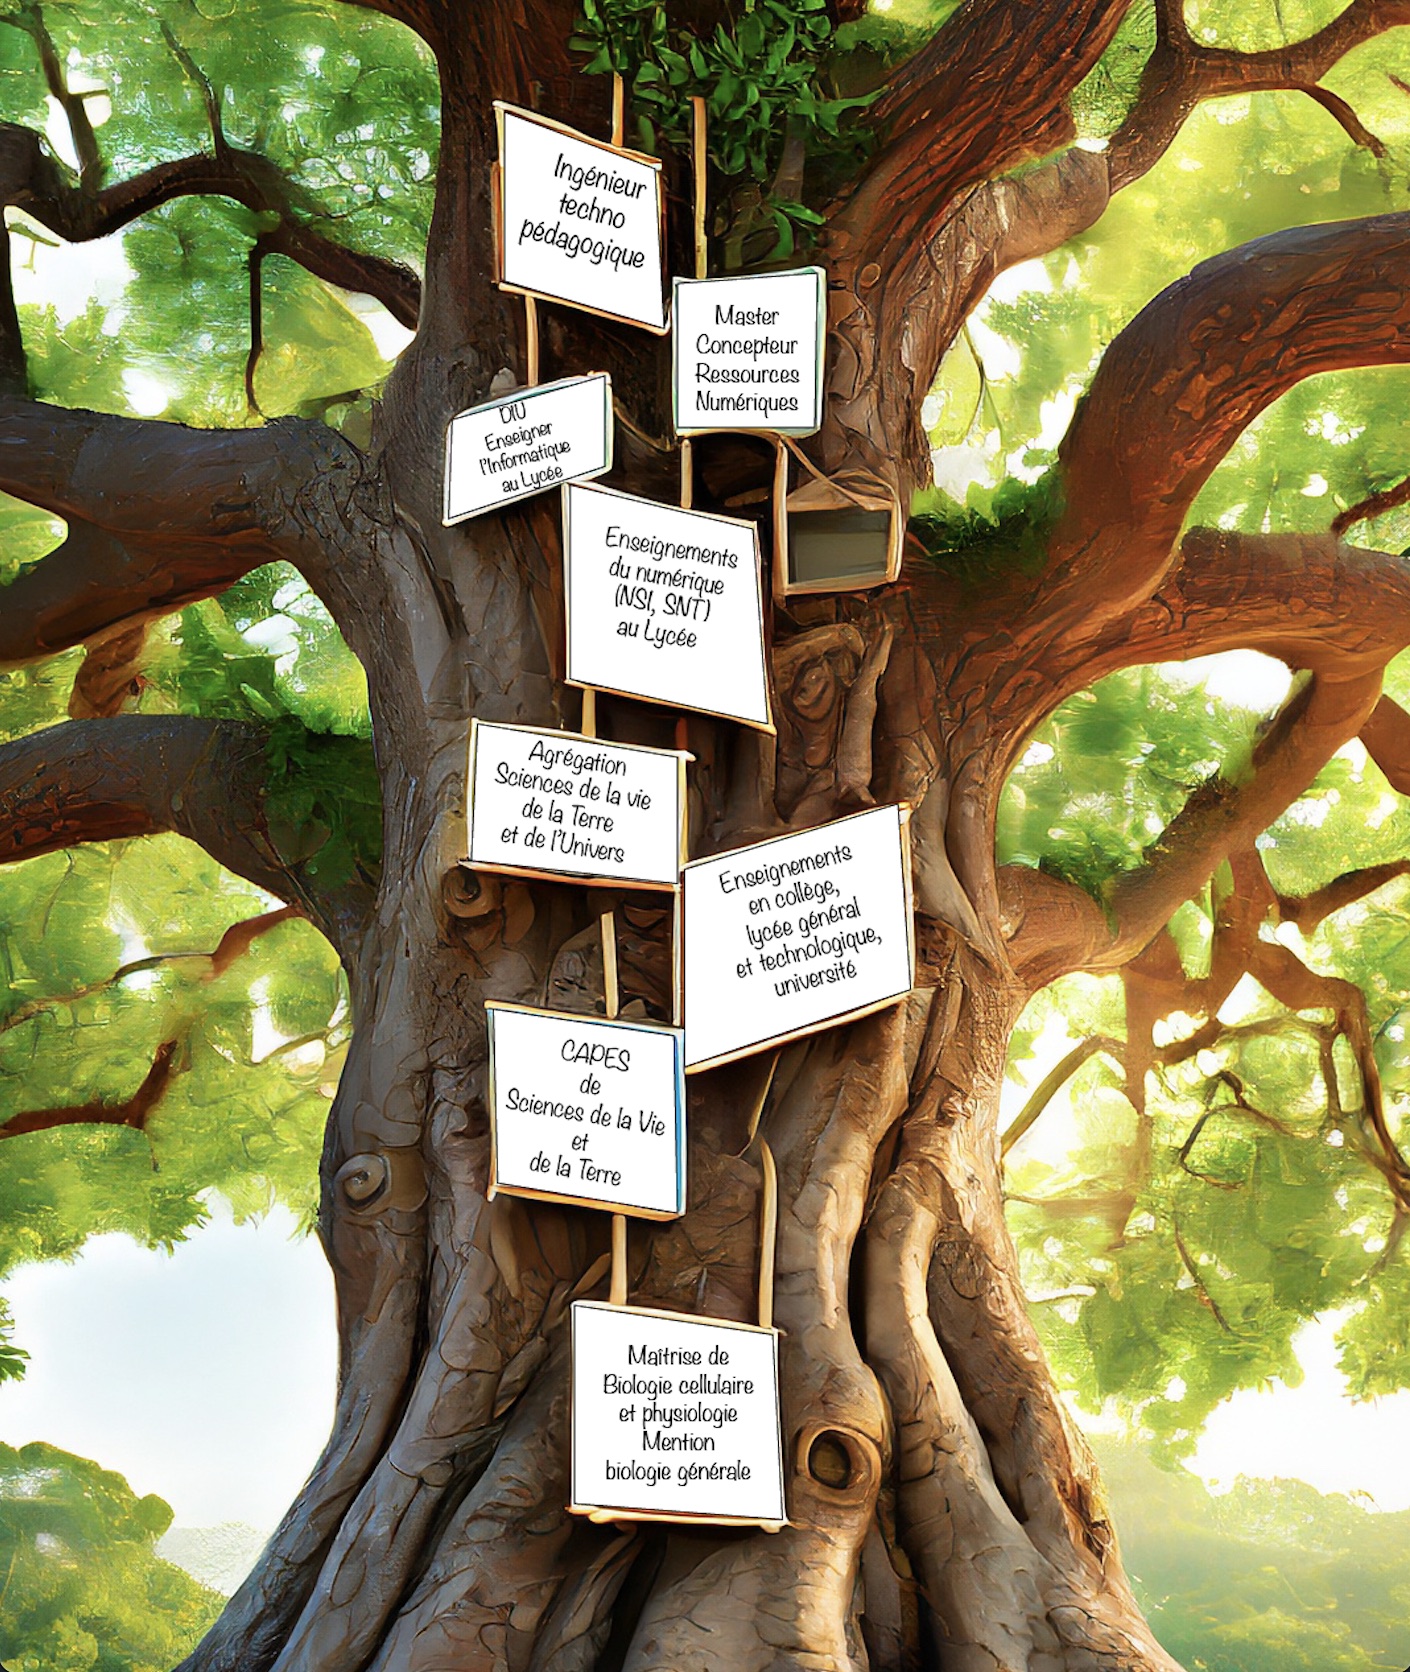 Ingénieur
techno
pédagogique
Master
Concepteur
Ressources
Numériques
DIU
Enseigner
l'Informatique
au Lycée
Enseignements
du numérique
(NSI, SNT)
au Lycée
Agrégation
Sciences de la vie
de la Terre
et de l'Univers
Enseignements
en collège,
lycée général
et technologique,
université
CAPES
de
Sciences de la Vie
et
de la Terre
Maîtrise de
Biologie cellulaire
et physiologie
Mention
biologie générale